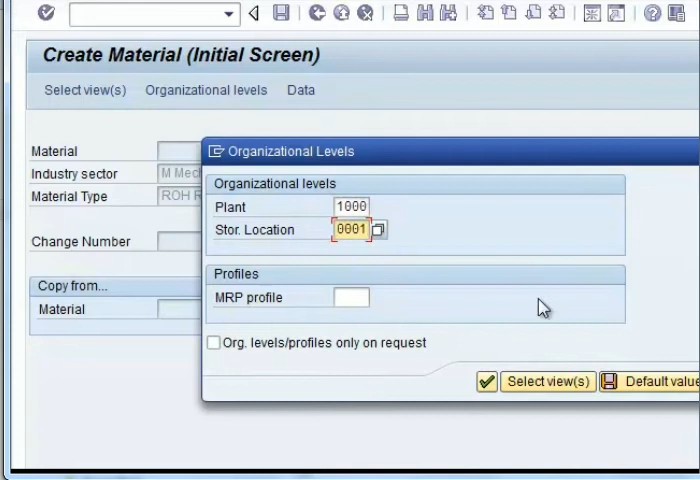 Create Material (Initial Screen)
Select view(s) Organizational levels Data
Material
Industry sector M Mec
Material Type ROH R
Change Number
Copy from...
Material
Organizational Levels
Organizational levels
Plant 1000
Stor. Location 0001
Profiles
MRP profile
Org. levels/profiles only on request
Select view(s) Default value